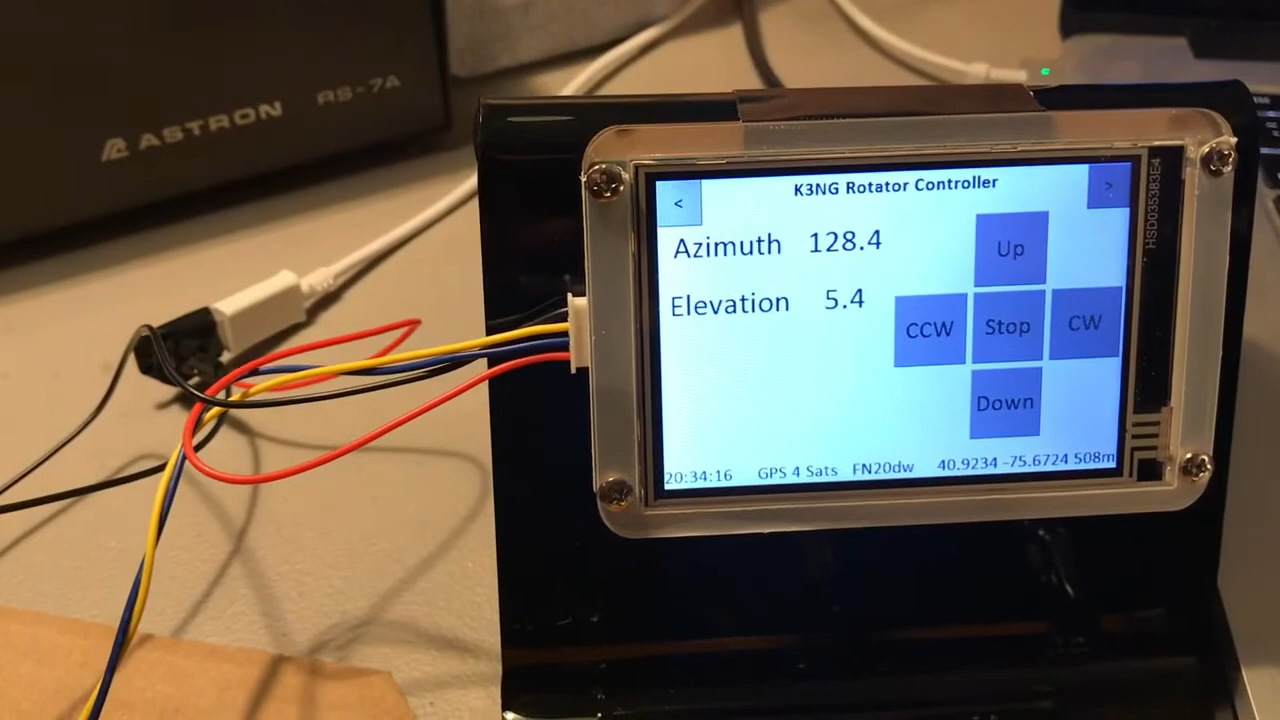 ASTRON RS-7A
K3NG Rotator Controller
<
>
Azimuth 128.4
Up
Elevation 5.4
CCW Stop CW
Down
20:34:16 GPS 4 Sats FN20dw 40.9234 -75.6724 508m
HSD035383E4